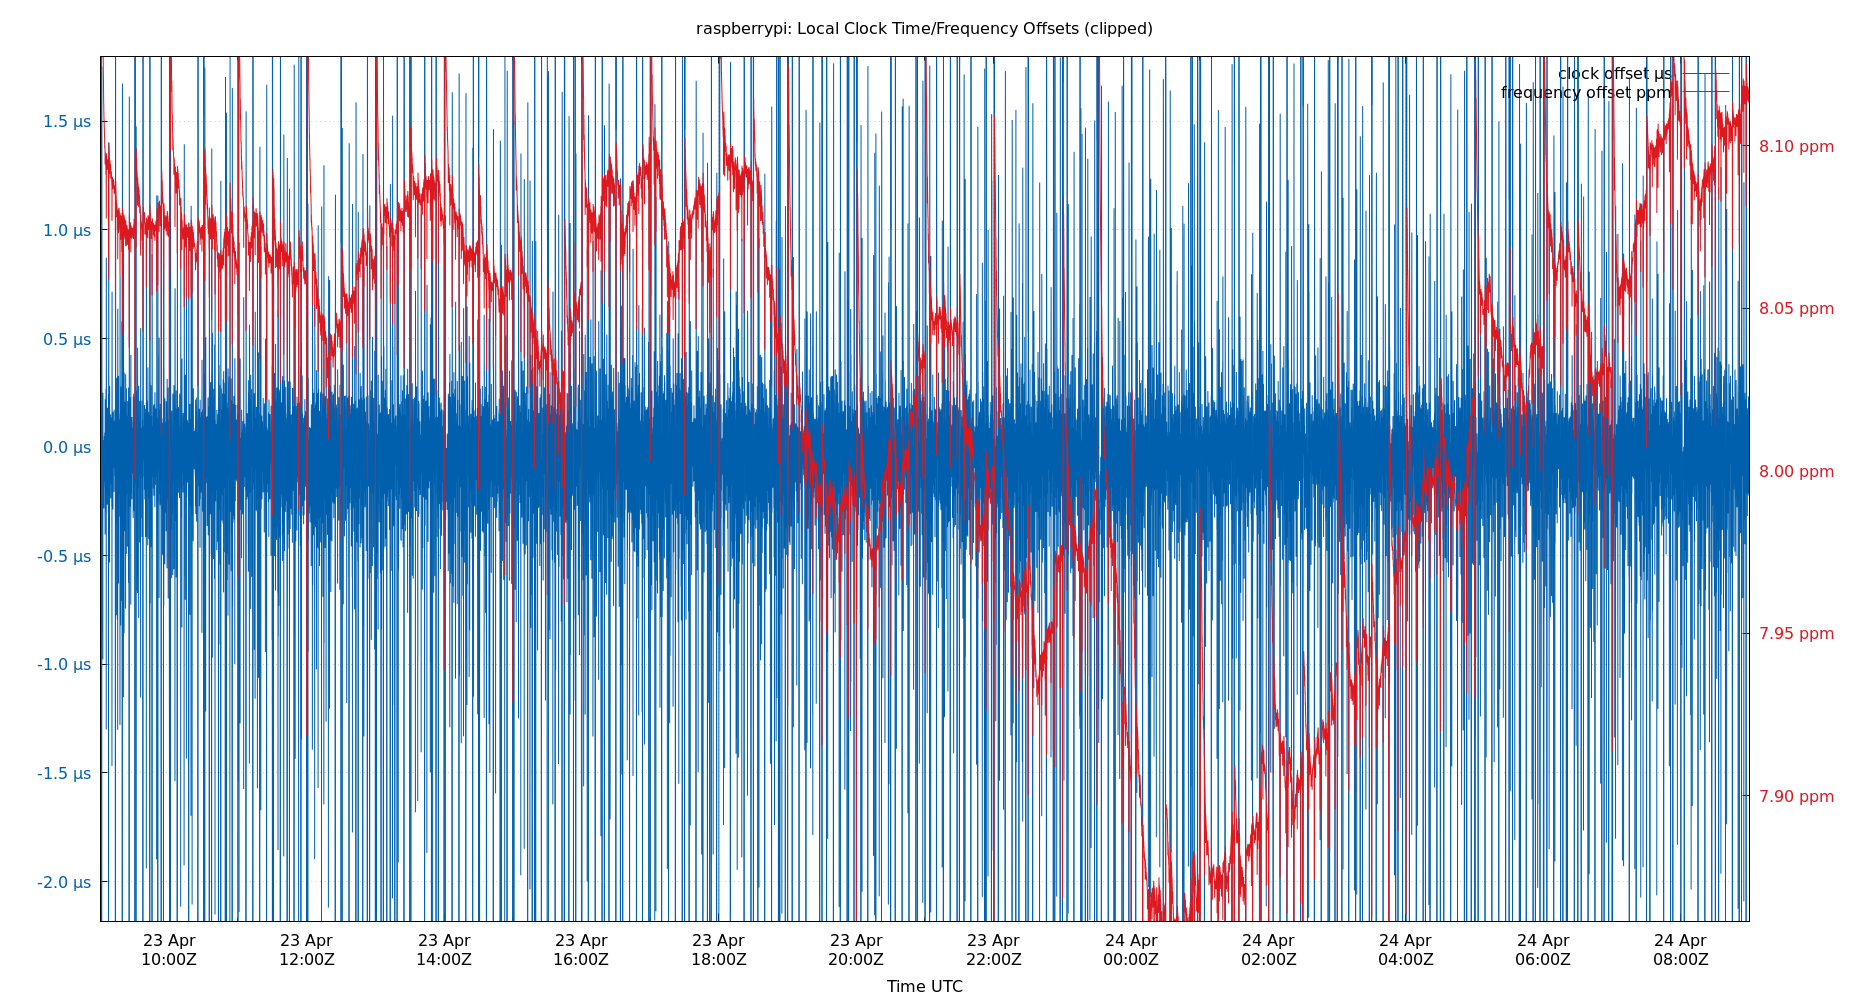 raspberrypi: Local Clock Time/Frequency Offsets (clipped)
clock offset µs
frequency offset ppm
1.5 µs
1.0 µs
0.5 µs
0.0 µs
-0.5 µs
-1.0 µs
-1.5 µs
-2.0 µs
8.10 ppm
8.05 ppm
8.00 ppm
7.95 ppm
7.90 ppm
23 Apr 23 Apr 23 Apr 23 Apr 23 Apr 23 Apr 23 Apr 24 Apr 24 Apr 24 Apr 24 Apr 24 Apr
10:00Z 12:00Z 14:00Z 16:00Z 18:00Z 20:00Z 22:00Z 00:00Z 02:00Z 04:00Z 06:00Z 08:00Z
Time UTC